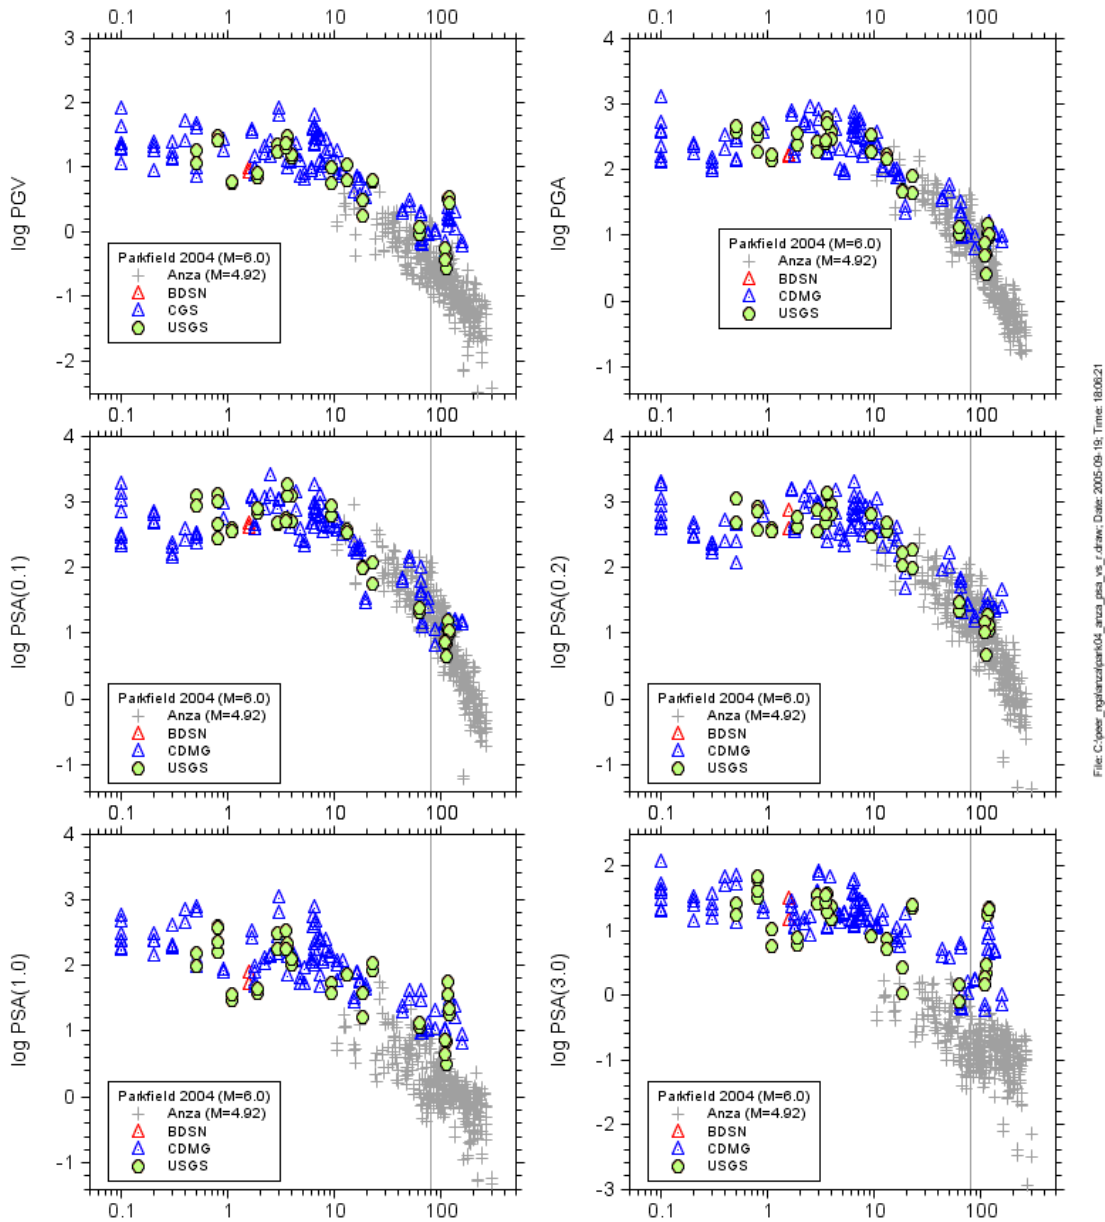 0.1 1 10 100
0.1 1 10 100
3
2
1
0
-1
-2
log PGV
Parkfield 2004 (M=6.0)
Anza (M=4.92)
BDSN
CGS
USGS
4
3
2
1
0
-1
log PGA
Parkfield 2004 (M=6.0)
Anza (M=4.92)
BDSN
CDMG
USGS
0.1 1 10 100
0.1 1 10 100
4
3
2
1
0
-1
log PSA(0.1)
Parkfield 2004 (M=6.0)
Anza (M=4.92)
BDSN
CDMG
USGS
4
3
2
1
0
-1
log PSA(0.2)
Parkfield 2004 (M=6.0)
Anza (M=4.92)
BDSN
CDMG
USGS
0.1 1 10 100
0.1 1 10 100
4
3
2
1
0
-1
log PSA(1.0)
Parkfield 2004 (M=6.0)
Anza (M=4.92)
BDSN
CDMG
USGS
2
1
0
-1
-2
-3
log PSA(3.0)
Parkfield 2004 (M=6.0)
Anza (M=4.92)
BDSN
CDMG
USGS
0.1 1 10 100
0.1 1 10 100
File: C:\peer_nga\anza\park04_anza_psa_vs_r.draw; Date: 2005-09-19; Time: 18:06:21